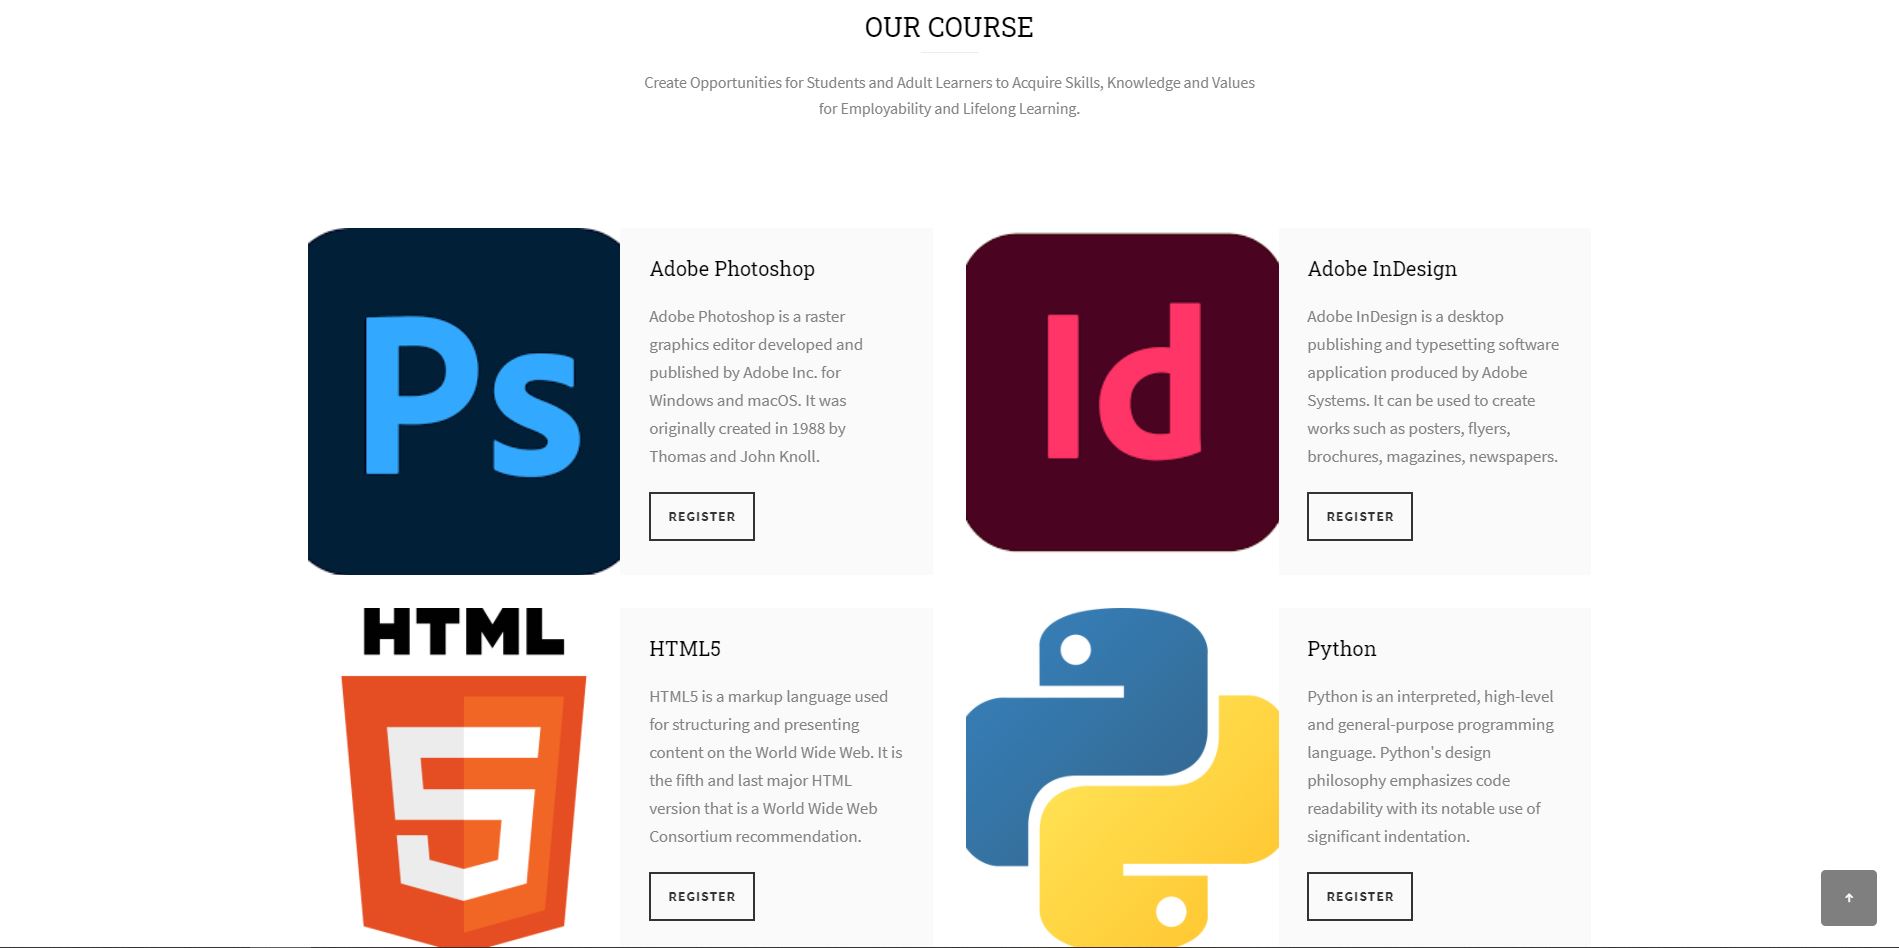 OUR COURSE
Create Opportunities for Students and Adult Learners to Acquire Skills, Knowledge and Values
for Employability and Lifelong Learning.
Ps
Adobe Photoshop
Adobe Photoshop is a raster
graphics editor developed and
published by Adobe Inc. for
Windows and macOS. It was
originally created in 1988 by
Thomas and John Knoll.
REGISTER
Id
Adobe InDesign
Adobe InDesign is a desktop
publishing and typesetting software
application produced by Adobe
Systems. It can be used to create
works such as posters, flyers,
brochures, magazines, newspapers.
REGISTER
HTML
5
HTML5
HTML5 is a markup language used
for structuring and presenting
content on the World Wide Web. It is
the fifth and last major HTML
version that is a World Wide Web
Consortium recommendation.
REGISTER
Python
Python is an interpreted, high-level
and general-purpose programming
language. Python's design
philosophy emphasizes code
readability with its notable use of
significant indentation.
REGISTER